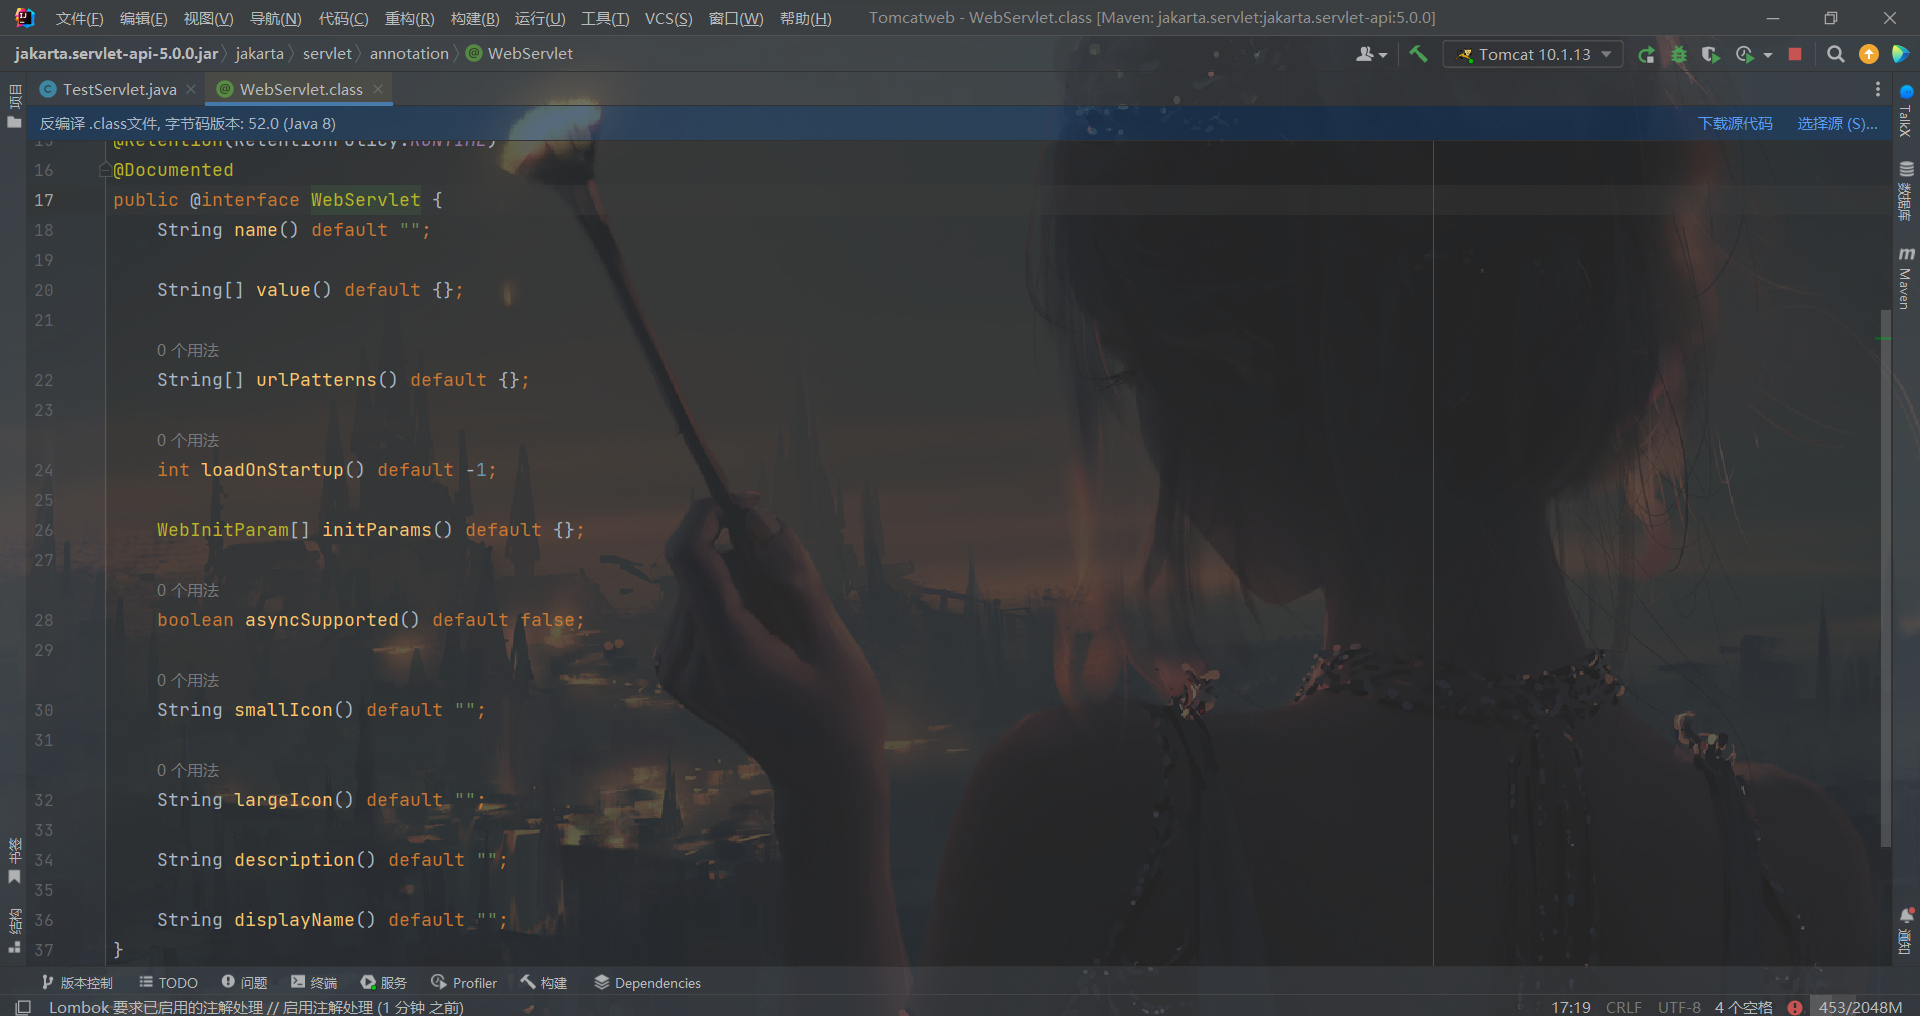 文件(F) 编辑(E) 视图(V) 导航(N) 代码(C) 重构(R) 构建(B) 运行(U) 工具(T) VCS(S) 窗口(W) 帮助(H) Tomcatweb - WebServlet.class [Maven: jakarta.servlet:jakarta.servlet-api:5.0.0]
jakarta.servlet-api-5.0.0.jar jakarta servlet annotation WebServlet
Tomcat 10.1.13
TestServlet.java WebServlet.class
反编译 .class文件, 字节码版本: 52.0 (Java 8) 下载源代码 选择源 (S)...
15 @Retention(RetentionPolicy.RUNTIME)
16 @Documented
17 public @interface WebServlet {
18 String name() default "";
19
20 String[] value() default {};
21
0 个用法
22 String[] urlPatterns() default {};
23
0 个用法
24 int loadOnStartup() default -1;
25
26 WebInitParam[] initParams() default {};
27
0 个用法
28 boolean asyncSupported() default false;
29
0 个用法
30 String smallIcon() default "";
31
0 个用法
32 String largeIcon() default "";
33
34 String description() default "";
35
36 String displayName() default "";
37 }
项目
书签
结构
TalkX
数据库
Maven
通知
版本控制 TODO 问题 终端 服务 Profiler 构建 Dependencies
Lombok 要求已启用的注解处理 // 启用注解处理 (1 分钟 之前) 17:19 CRLF UTF-8 4 个空格 453/2048M